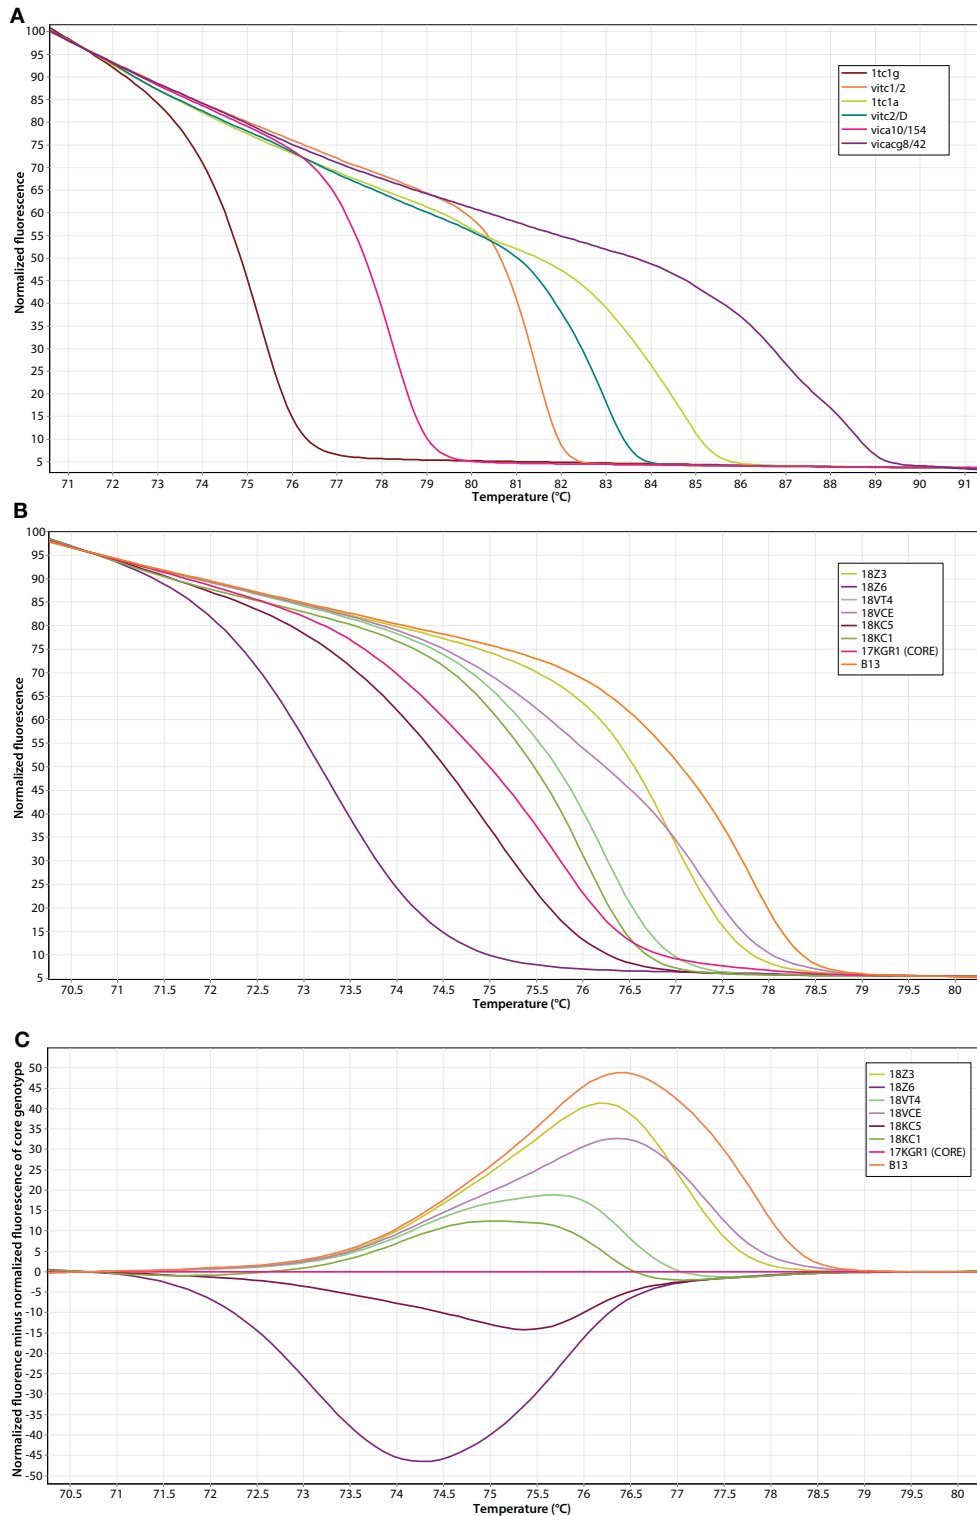 A
100
95
90
85
80
75
70
65
60
55
50
45
40
35
30
25
20
15
10
5
Normalized fluorescence
1tc1g
vitc1/2
1tc1a
vitc2/D
vica10/154
vicacg8/42
71 72 73 74 75 76 77 78 79 80 81 82 83 84 85 86 87 88 89 90 91
Temperature (°C)
B
100
95
90
85
80
75
70
65
60
55
50
45
40
35
30
25
20
15
10
5
Normalized fluorescence
18Z3
18Z6
18VT4
18VCE
18KC5
18KC1
17KGR1 (CORE)
B13
70.5 71 71.5 72 72.5 73 73.5 74 74.5 75 75.5 76 76.5 77 77.5 78 78.5 79 79.5 80
Temperature (°C)
C
50
45
40
35
30
25
20
15
10
5
0
-5
-10
-15
-20
-25
-30
-35
-40
-45
-50
Normalized fluorence minus normalized fluorescence of core genotype
18Z3
18Z6
18VT4
18VCE
18KC5
18KC1
17KGR1 (CORE)
B13
70.5 71 71.5 72 72.5 73 73.5 74 74.5 75 75.5 76 76.5 77 77.5 78 78.5 79 79.5 80
Temperature (°C)